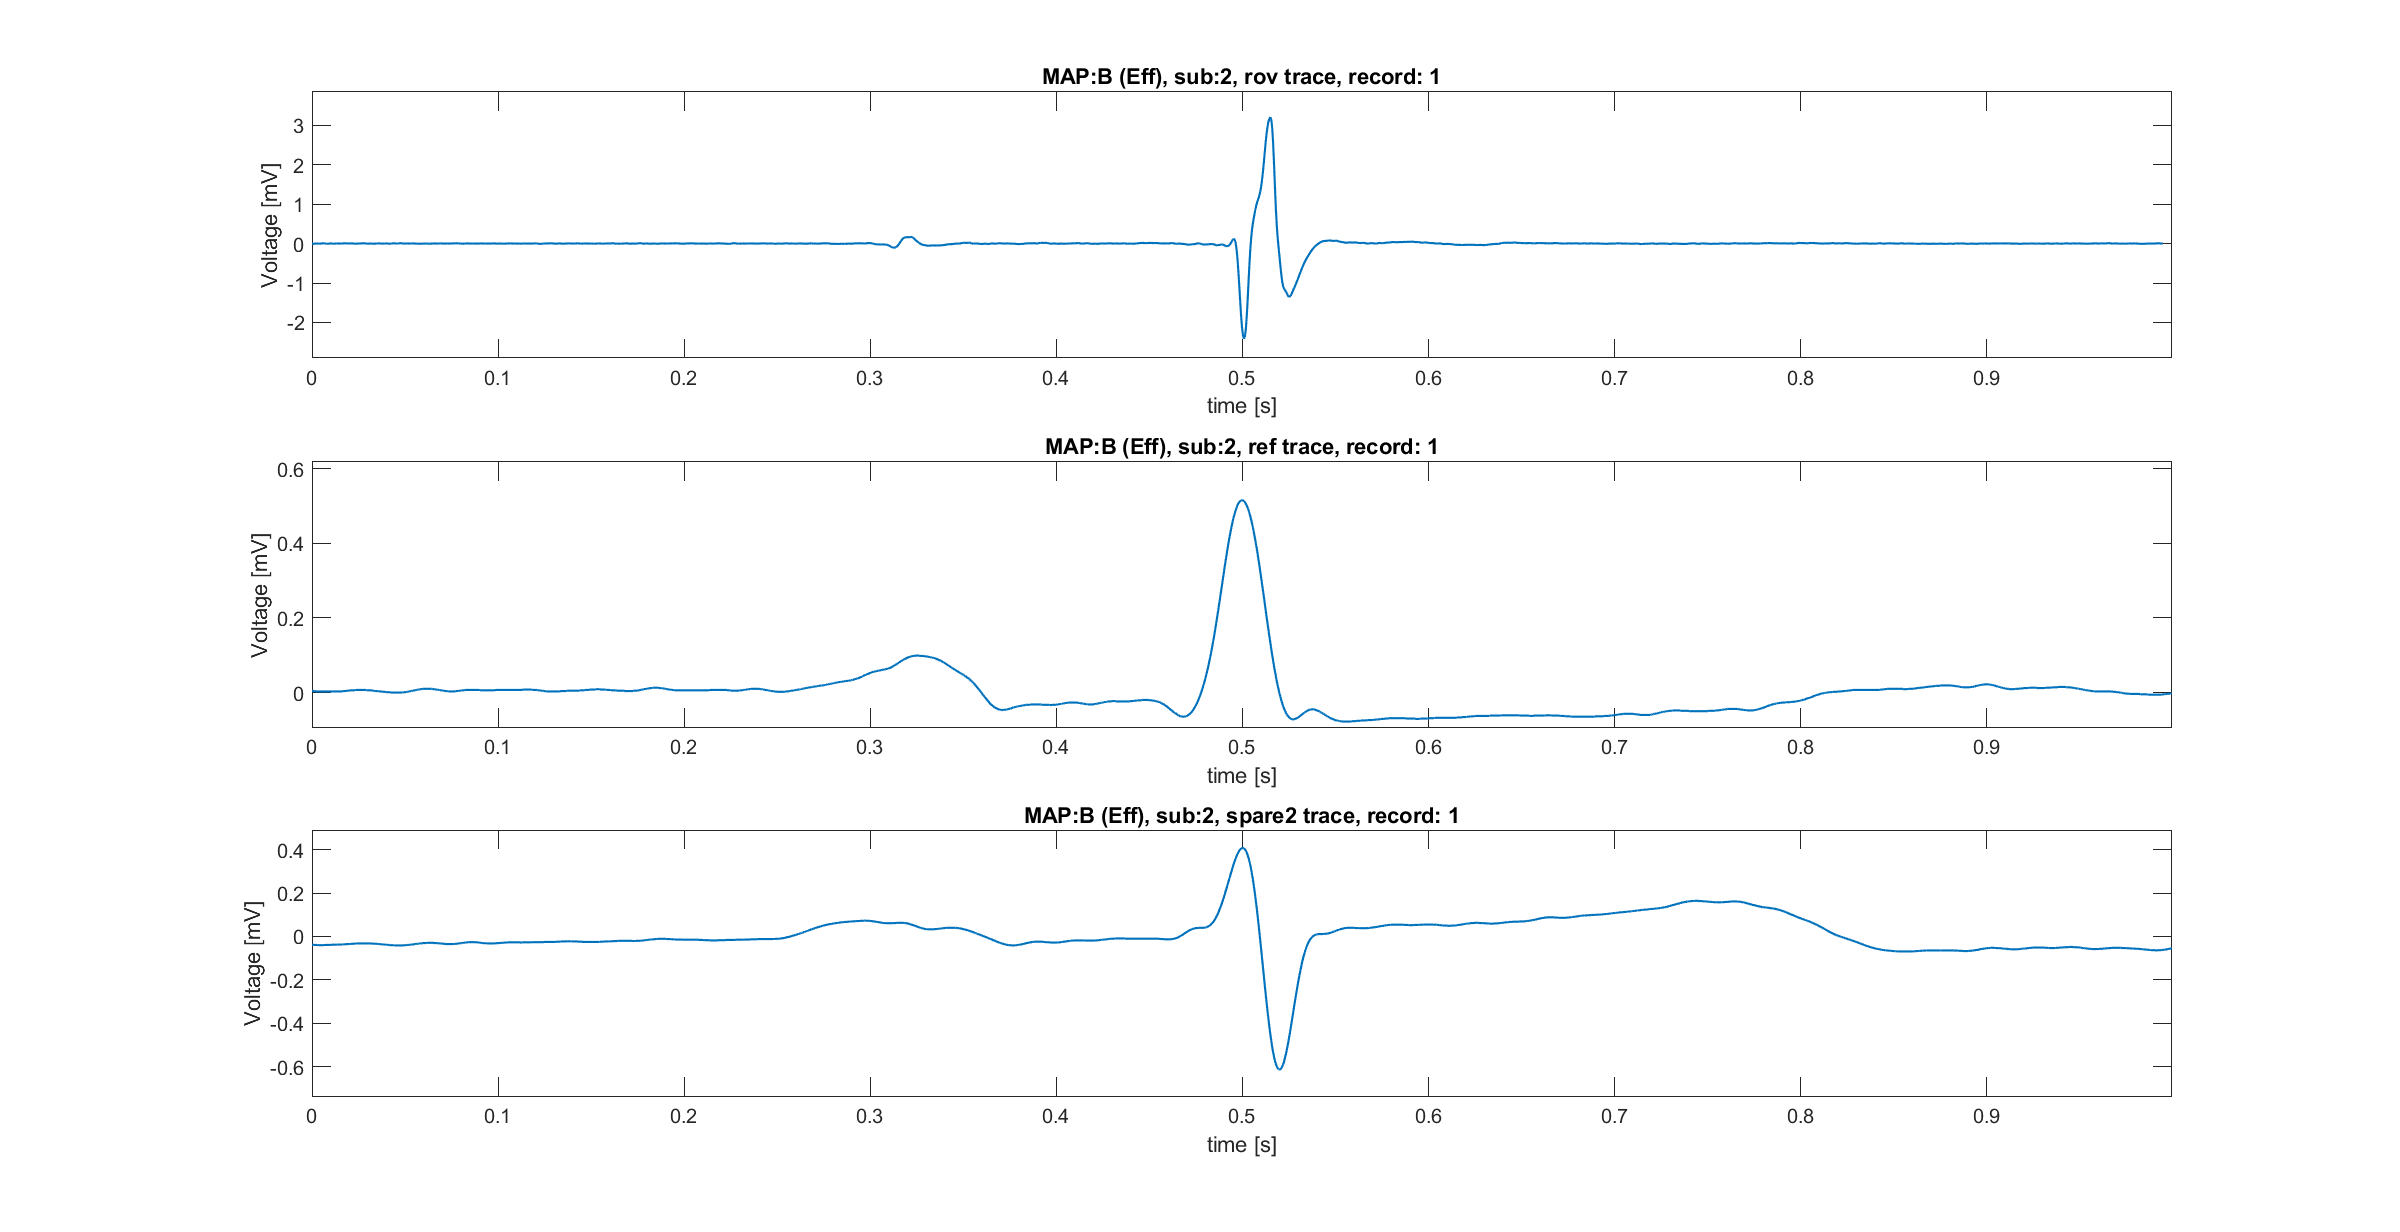 MAP:B (Eff), sub:2, rov trace, record: 1
Voltage [mV]
3
2
1
0
-1
-2
0 0.1 0.2 0.3 0.4 0.5 0.6 0.7 0.8 0.9
time [s]
MAP:B (Eff), sub:2, ref trace, record: 1
Voltage [mV]
0.6
0.4
0.2
0
0 0.1 0.2 0.3 0.4 0.5 0.6 0.7 0.8 0.9
time [s]
MAP:B (Eff), sub:2, spare2 trace, record: 1
Voltage [mV]
0.4
0.2
0
-0.2
-0.4
-0.6
0 0.1 0.2 0.3 0.4 0.5 0.6 0.7 0.8 0.9
time [s]